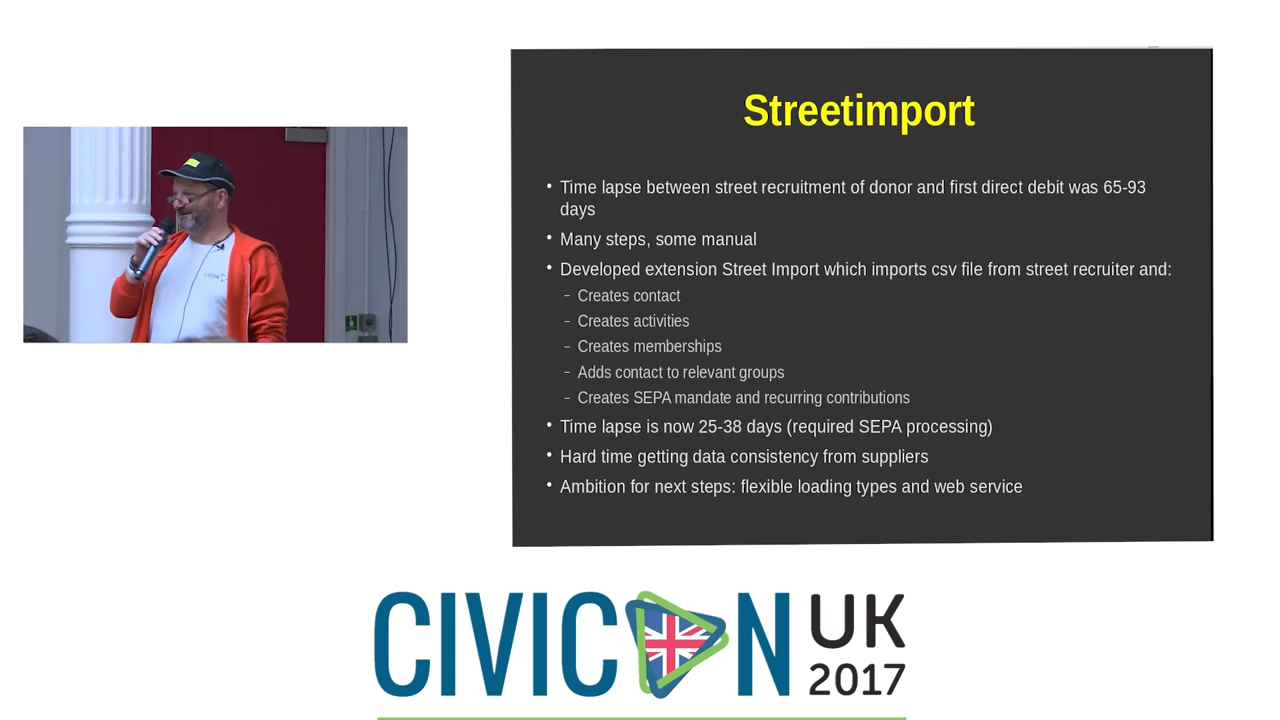 Streetimport
• Time lapse between street recruitment of donor and first direct debit was 65-93
days
• Many steps, some manual
• Developed extension Street Import which imports csv file from street recruiter and:
– Creates contact
– Creates activities
– Creates memberships
– Adds contact to relevant groups
– Creates SEPA mandate and recurring contributions
• Time lapse is now 25-38 days (required SEPA processing)
• Hard time getting data consistency from suppliers
• Ambition for next steps: flexible loading types and web service
CIVICON UK
2017